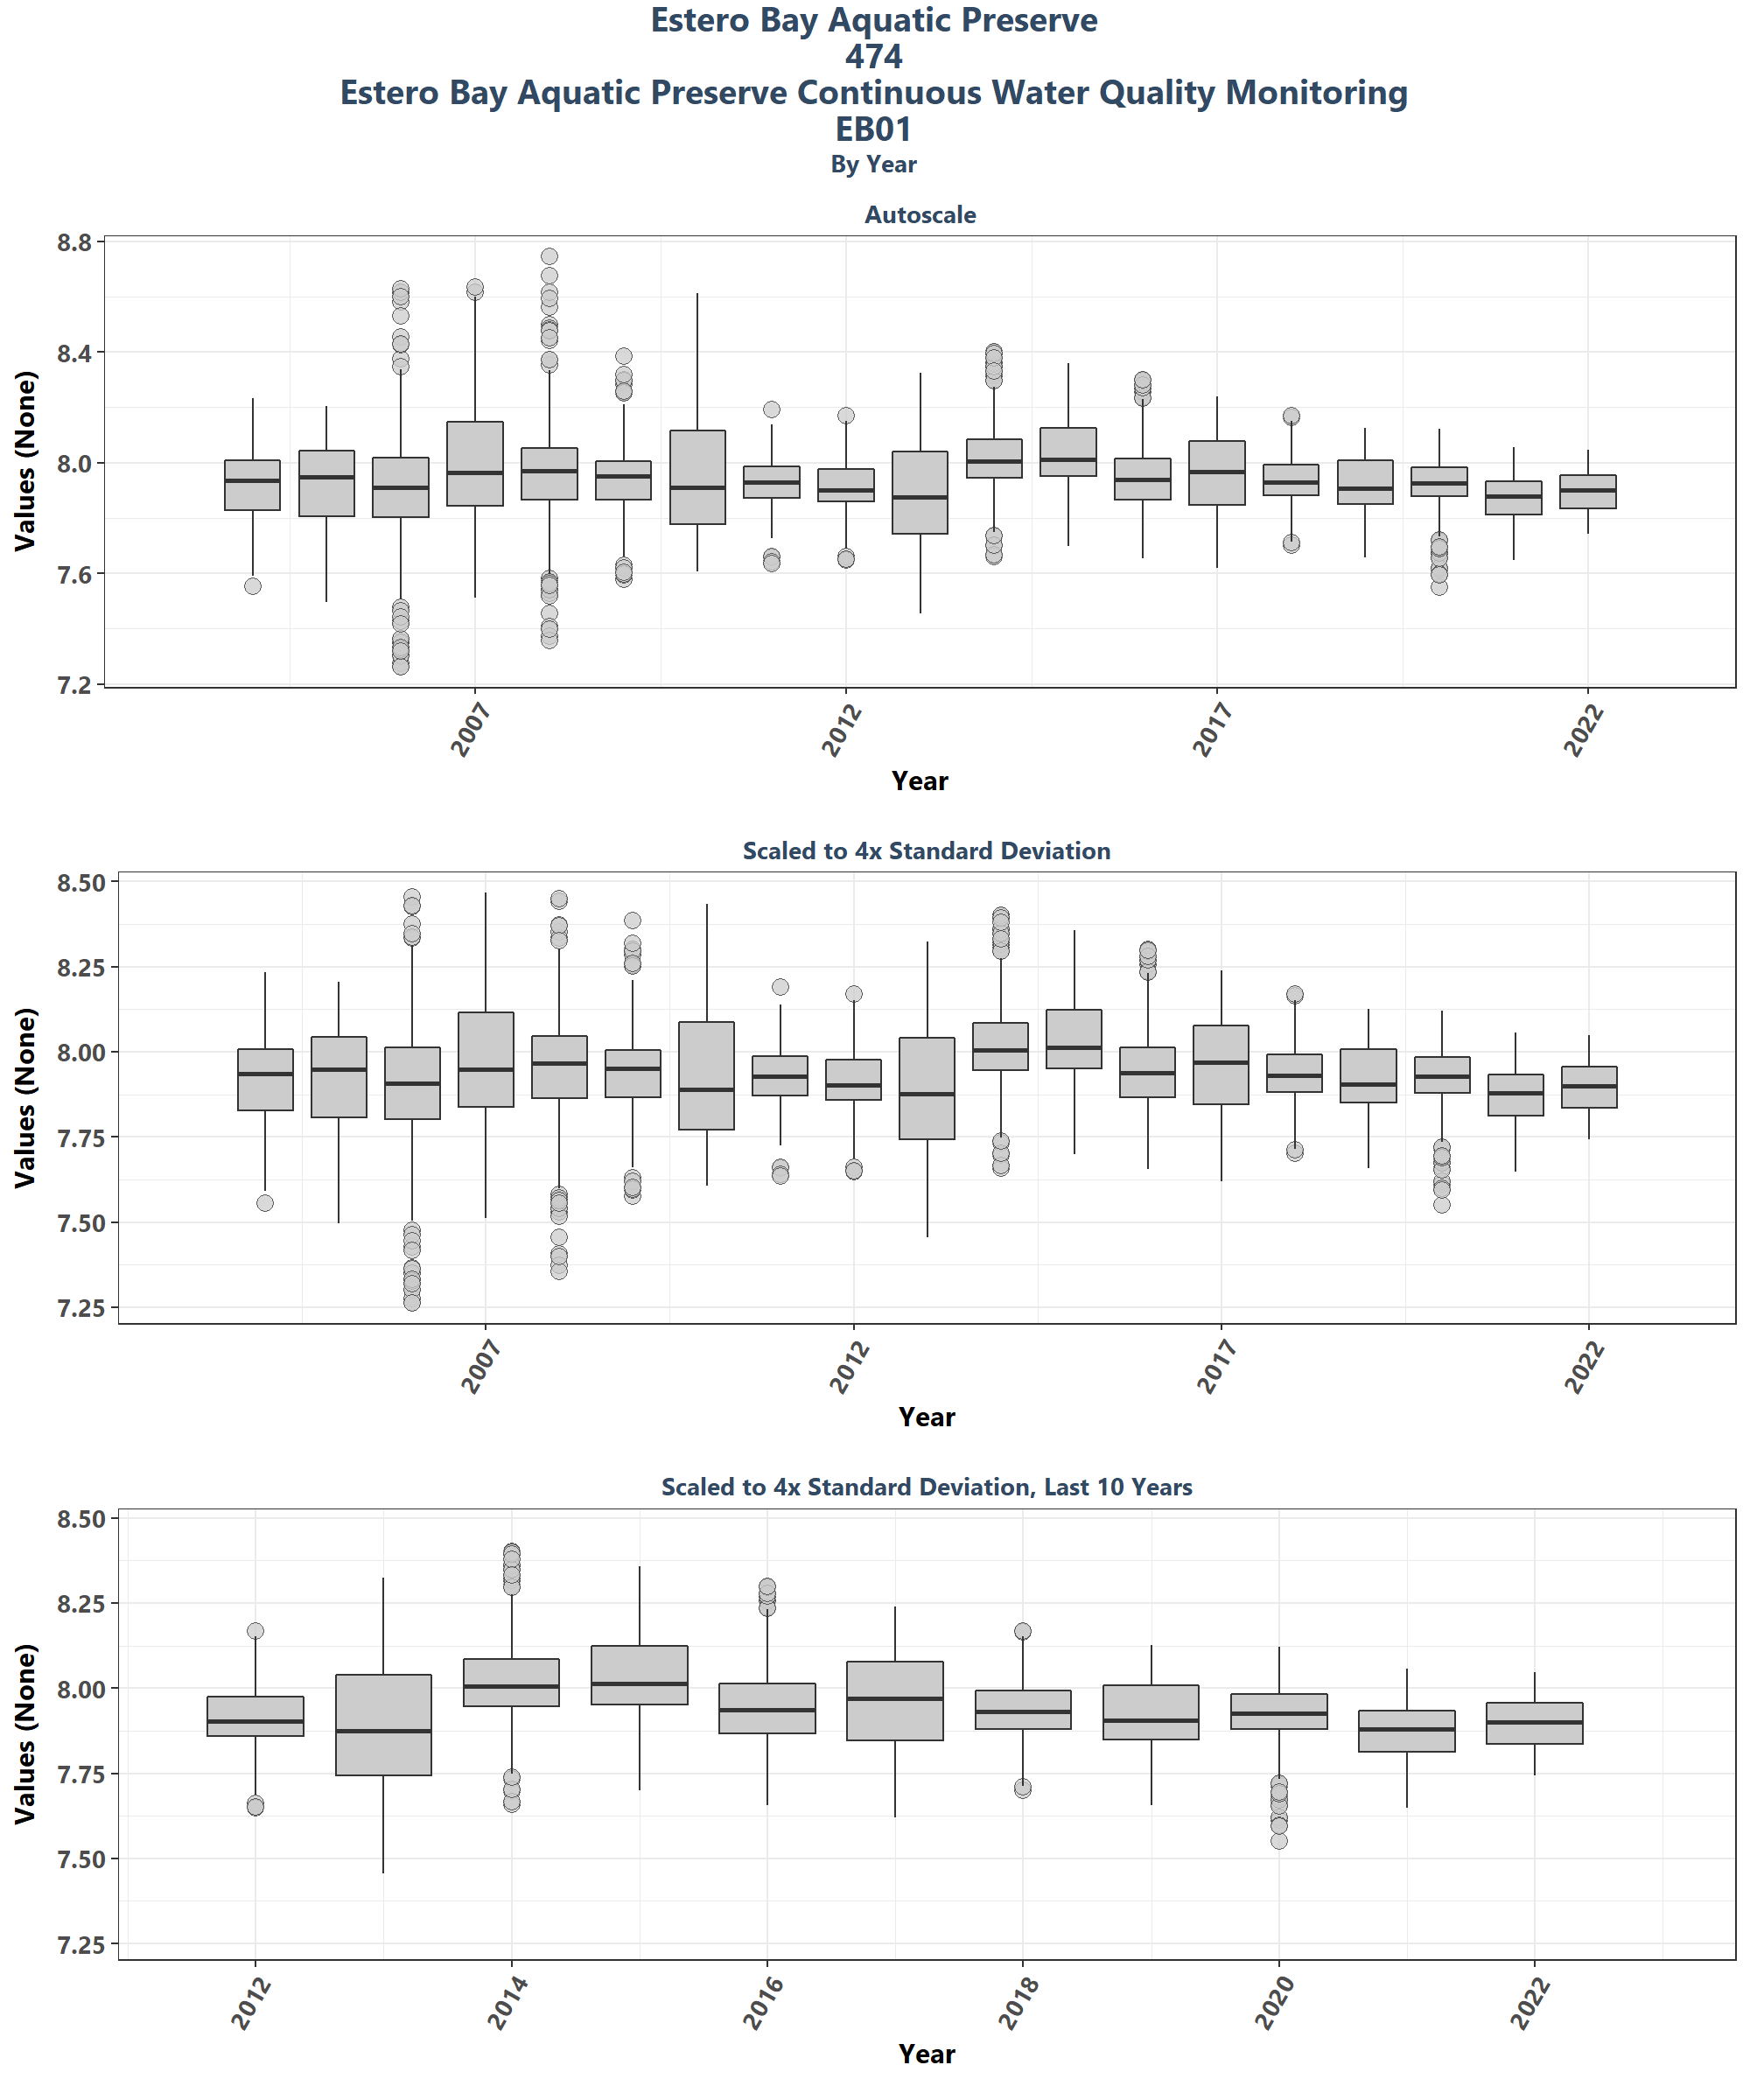 Estero Bay Aquatic Preserve
474
Estero Bay Aquatic Preserve Continuous Water Quality Monitoring
EB01
By Year
Autoscale
Values (None)
8.8
8.4
8.0
7.6
7.2
2007 2012 2017 2022
Year
Scaled to 4x Standard Deviation
Values (None)
8.50
8.25
8.00
7.75
7.50
7.25
2007 2012 2017 2022
Year
Scaled to 4x Standard Deviation, Last 10 Years
Values (None)
8.50
8.25
8.00
7.75
7.50
7.25
2012 2014 2016 2018 2020 2022
Year